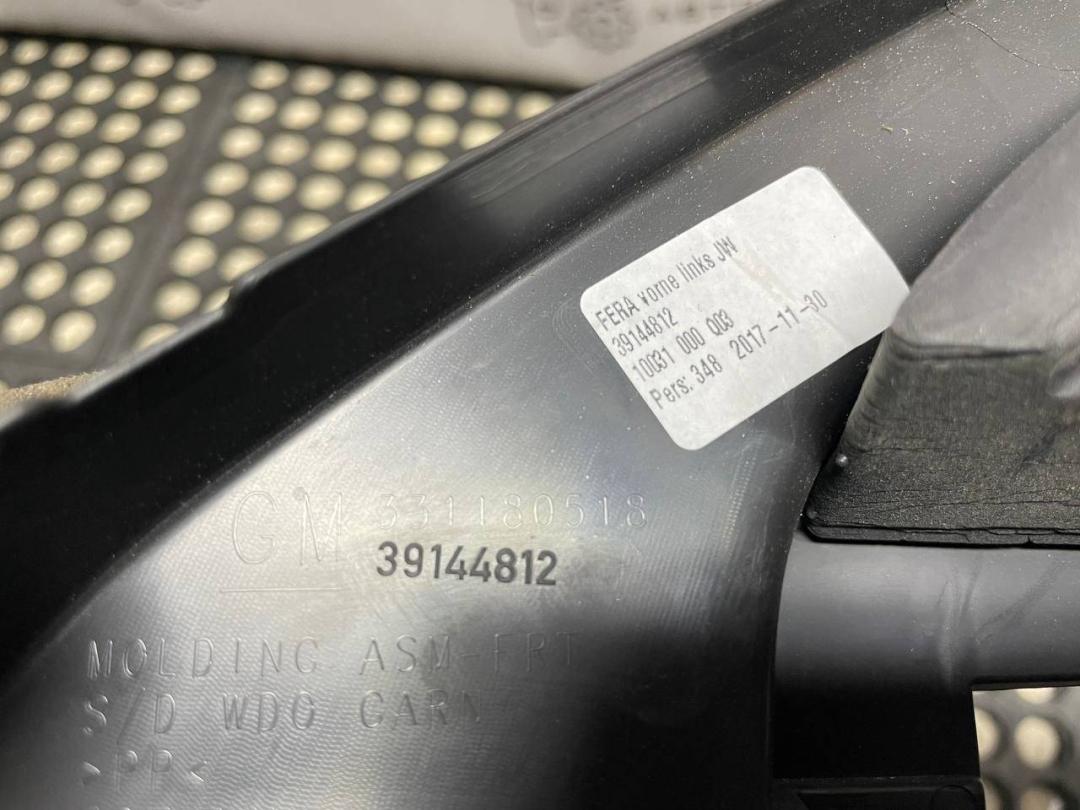 FERA vorne links JW
39144812
10031 000 Q03
Pers: 348 2017-11-30
GM 331180518
39144812
MOLDING ASM-FRT
S/D WDO GARN
>PP<